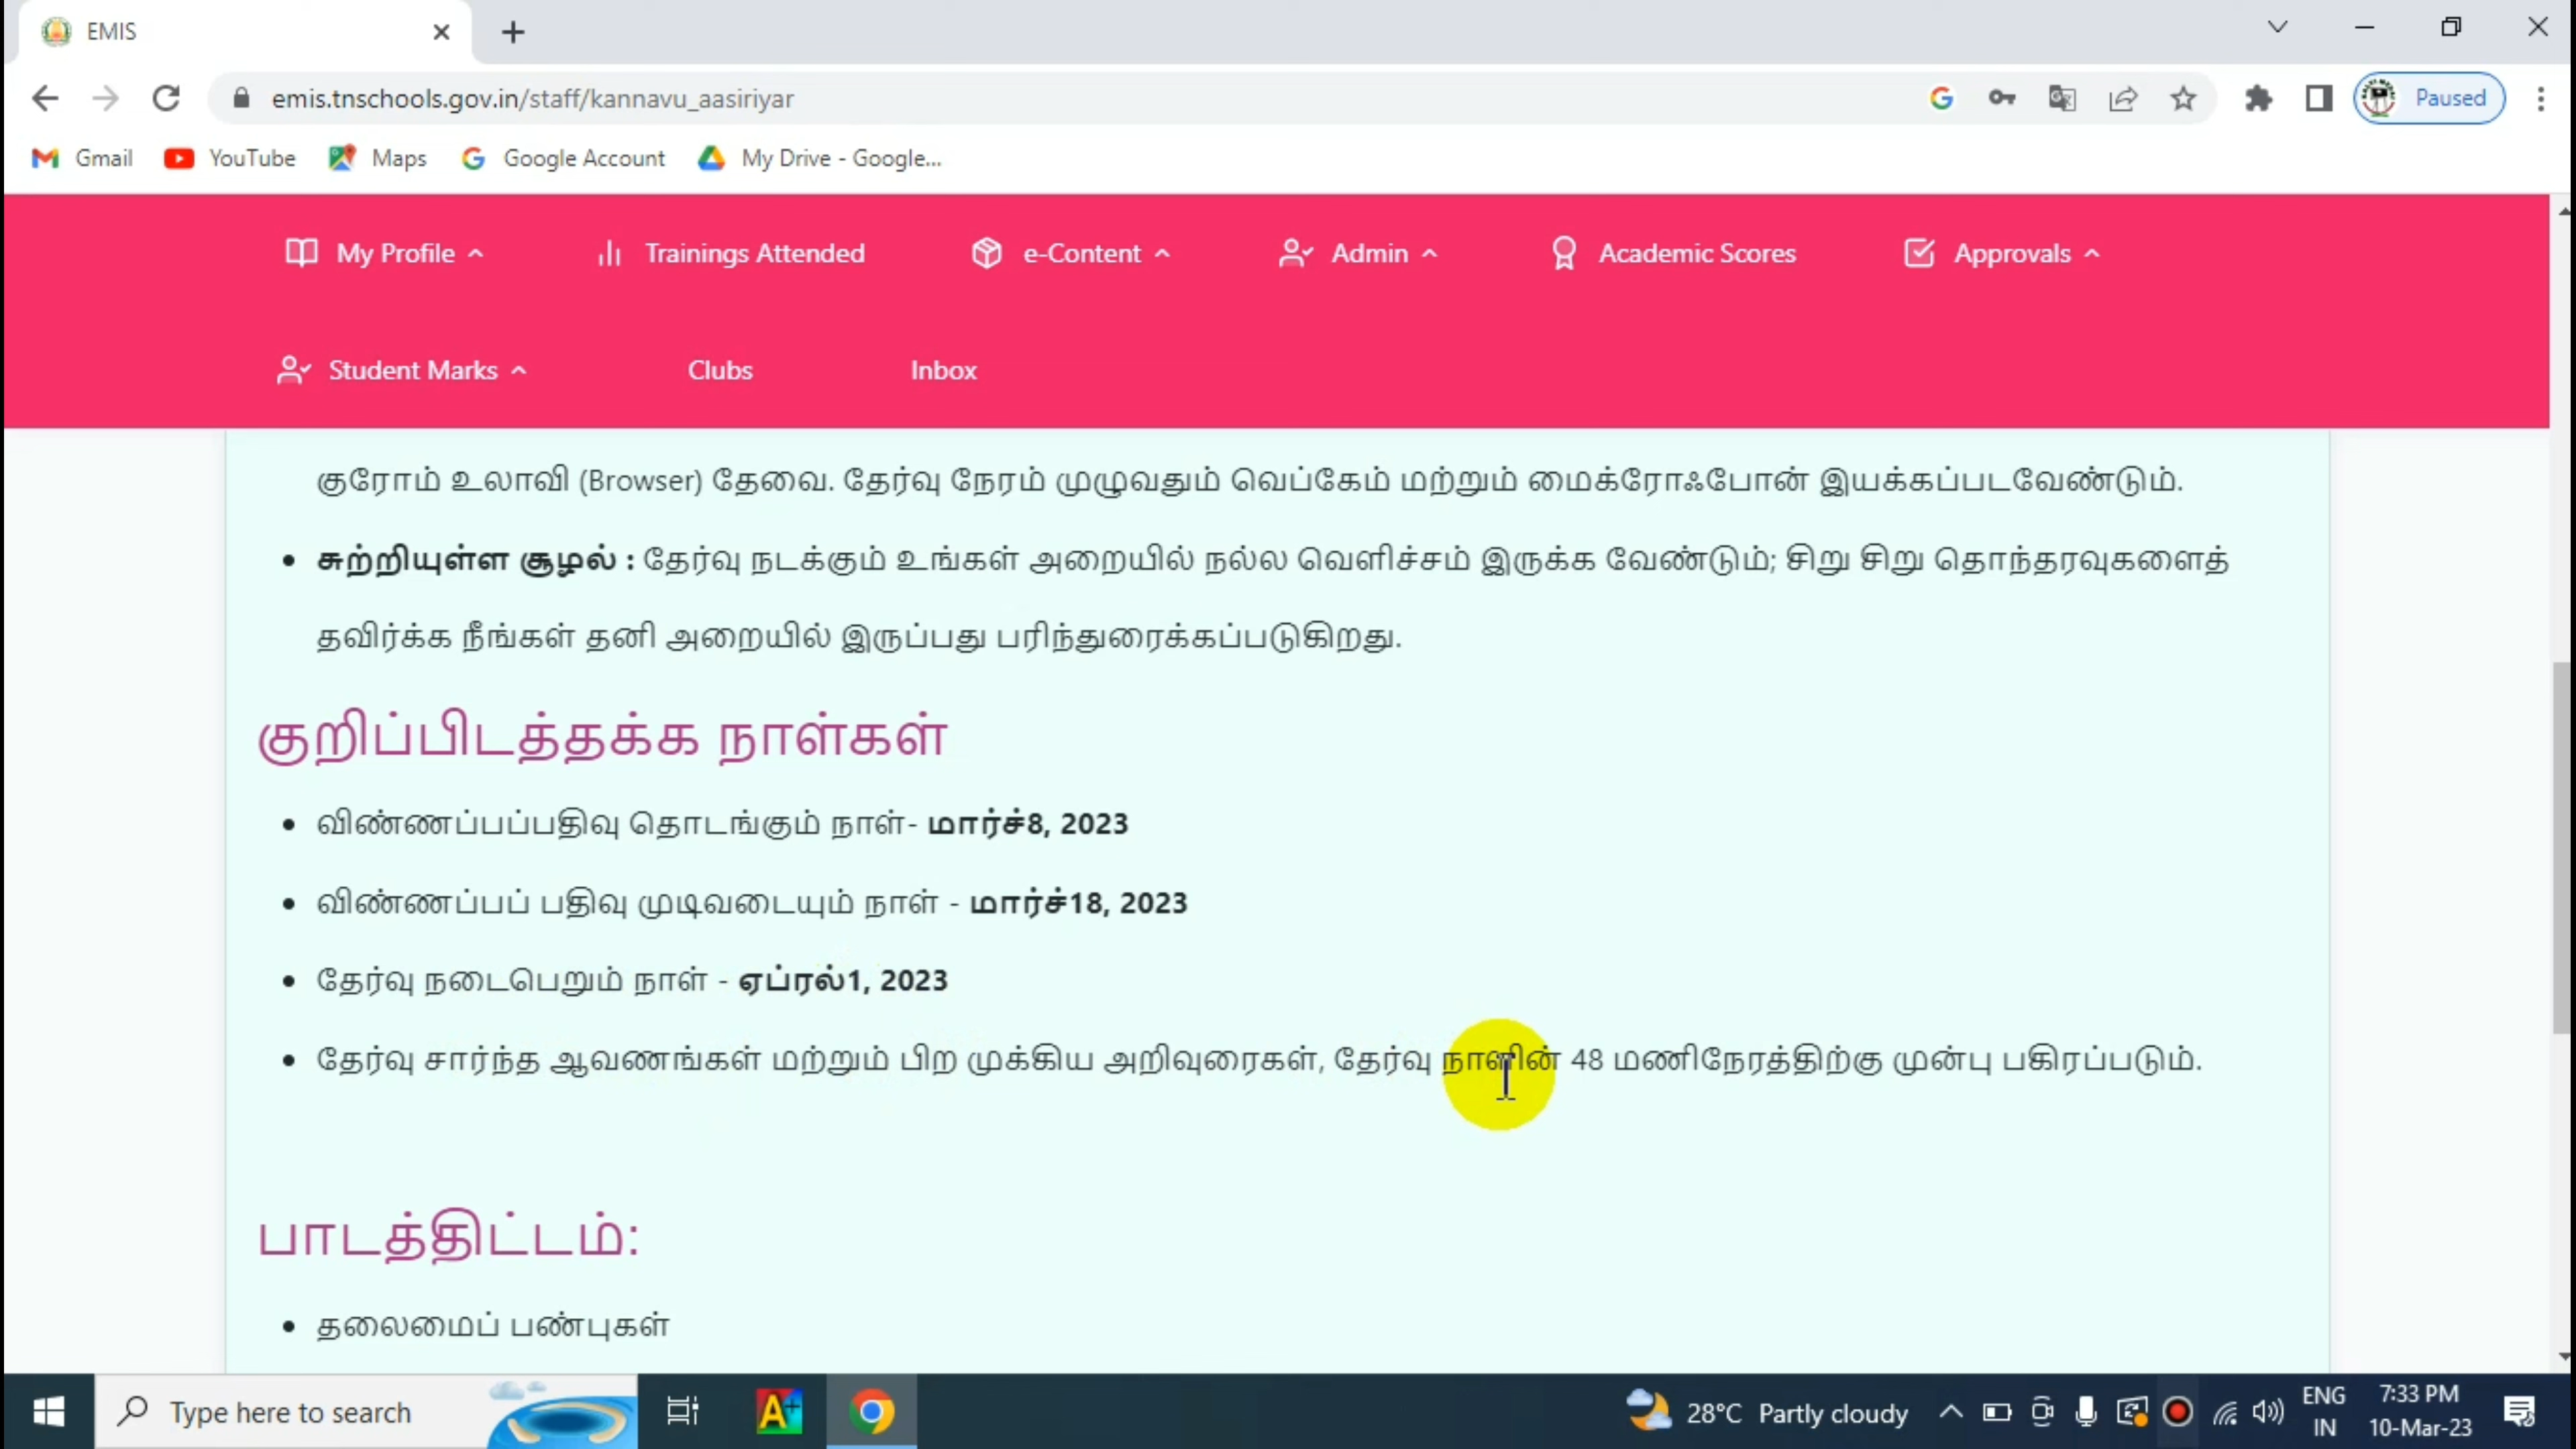 EMIS
emis.tnschools.gov.in/staff/kannavu_aasiriyar
Paused
Gmail YouTube Maps Google Account My Drive - Google...
My Profile Trainings Attended e-Content Admin Academic Scores Approvals
Student Marks Clubs Inbox
குரோம் உலாவி (Browser) தேவை. தேர்வு நேரம் முழுவதும் வெப்கேம் மற்றும் மைக்ரோஃபோன் இயக்கப்படவேண்டும்.
• சுற்றியுள்ள சூழல் : தேர்வு நடக்கும் உங்கள் அறையில் நல்ல வெளிச்சம் இருக்க வேண்டும்; சிறு சிறு தொந்தரவுகளைத்
தவிர்க்க நீங்கள் தனி அறையில் இருப்பது பரிந்துரைக்கப்படுகிறது.
குறிப்பிடத்தக்க நாள்கள்
• விண்ணப்பப்பதிவு தொடங்கும் நாள்- மார்ச்8, 2023
• விண்ணப்பப் பதிவு முடிவடையும் நாள் - மார்ச்18, 2023
• தேர்வு நடைபெறும் நாள் - ஏப்ரல்1, 2023
• தேர்வு சார்ந்த ஆவணங்கள் மற்றும் பிற முக்கிய அறிவுரைகள், தேர்வு நாளின் 48 மணிநேரத்திற்கு முன்பு பகிரப்படும்.
பாடத்திட்டம்:
• தலைமைப் பண்புகள்
Type here to search
A+
28°C Partly cloudy
ENG 7:33 PM
IN 10-Mar-23